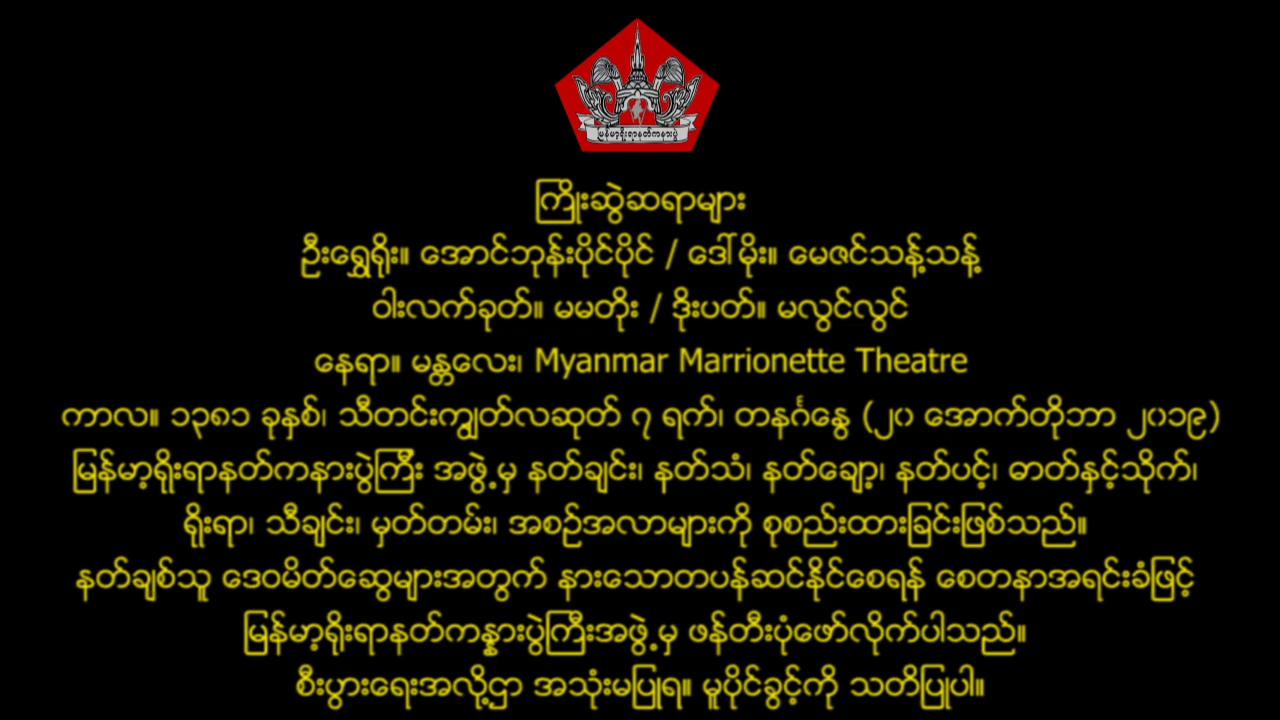 မြန်မာ့ရိုးရာနတ်ကနားပွဲ
ကြိုးဆွဲဆရာများ
ဦးရွှေရိုး။ အောင်ဘုန်းပိုင်ပိုင် / ဒေါ်မိုး။ မေဇင်သန့်သန့်
ဝါးလက်ခုတ်။ မမတိုး / ဒိုးပတ်။ မလွင်လွင်
နေရာ။ မန္တလေး၊ Myanmar Marrionette Theatre
ကာလ။ ၁၃၈၁ ခုနှစ်၊ သီတင်းကျွတ်လဆုတ် ၇ ရက်၊ တနင်္ဂနွေ (၂၀ အောက်တိုဘာ ၂၀၁၉)
မြန်မာ့ရိုးရာနတ်ကနားပွဲကြီး အဖွဲ့မှ နတ်ချင်း၊ နတ်သံ၊ နတ်ချော့၊ နတ်ပင့်၊ ဓာတ်နှင့်သိုက်၊
ရိုးရာ၊ သီချင်း၊ မှတ်တမ်း၊ အစဉ်အလာများကို စုစည်းထားခြင်းဖြစ်သည်။
နတ်ချစ်သူ ဒေဝမိတ်ဆွေများအတွက် နားသောတပန်ဆင်နိုင်စေရန် စေတနာအရင်းခံဖြင့်
မြန်မာ့ရိုးရာနတ်ကန္နားပွဲကြီးအဖွဲ့မှ ဖန်တီးပုံဖော်လိုက်ပါသည်။
စီးပွားရေးအလို့ဌာ အသုံးမပြုရ။ မူပိုင်ခွင့်ကို သတိပြုပါ။